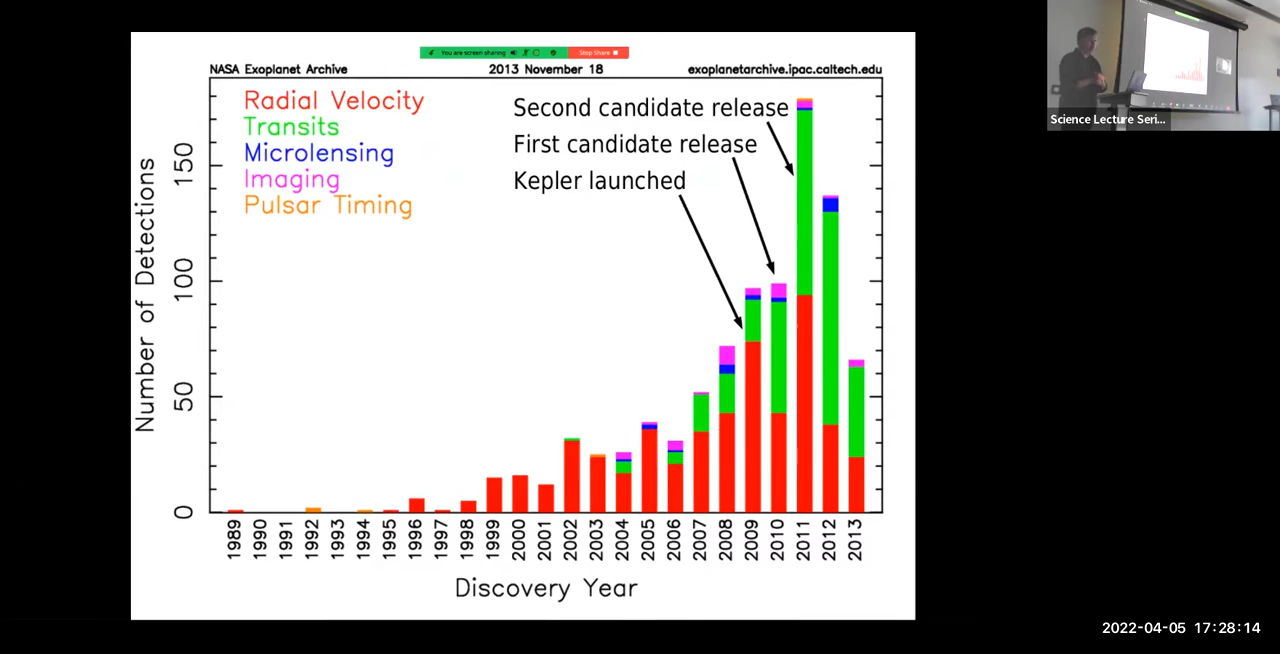 You are screen sharing
Stop Share
NASA Exoplanet Archive 2013 November 18 exoplanetarchive.ipac.caltech.edu
Radial Velocity
Transits
Microlensing
Imaging
Pulsar Timing
Second candidate release
First candidate release
Kepler launched
Number of Detections
150
100
50
0
1989 1990 1991 1992 1993 1994 1995 1996 1997 1998 1999 2000 2001 2002 2003 2004 2005 2006 2007 2008 2009 2010 2011 2012 2013
Discovery Year
Science Lecture Seri...
2022-04-05 17:28:14